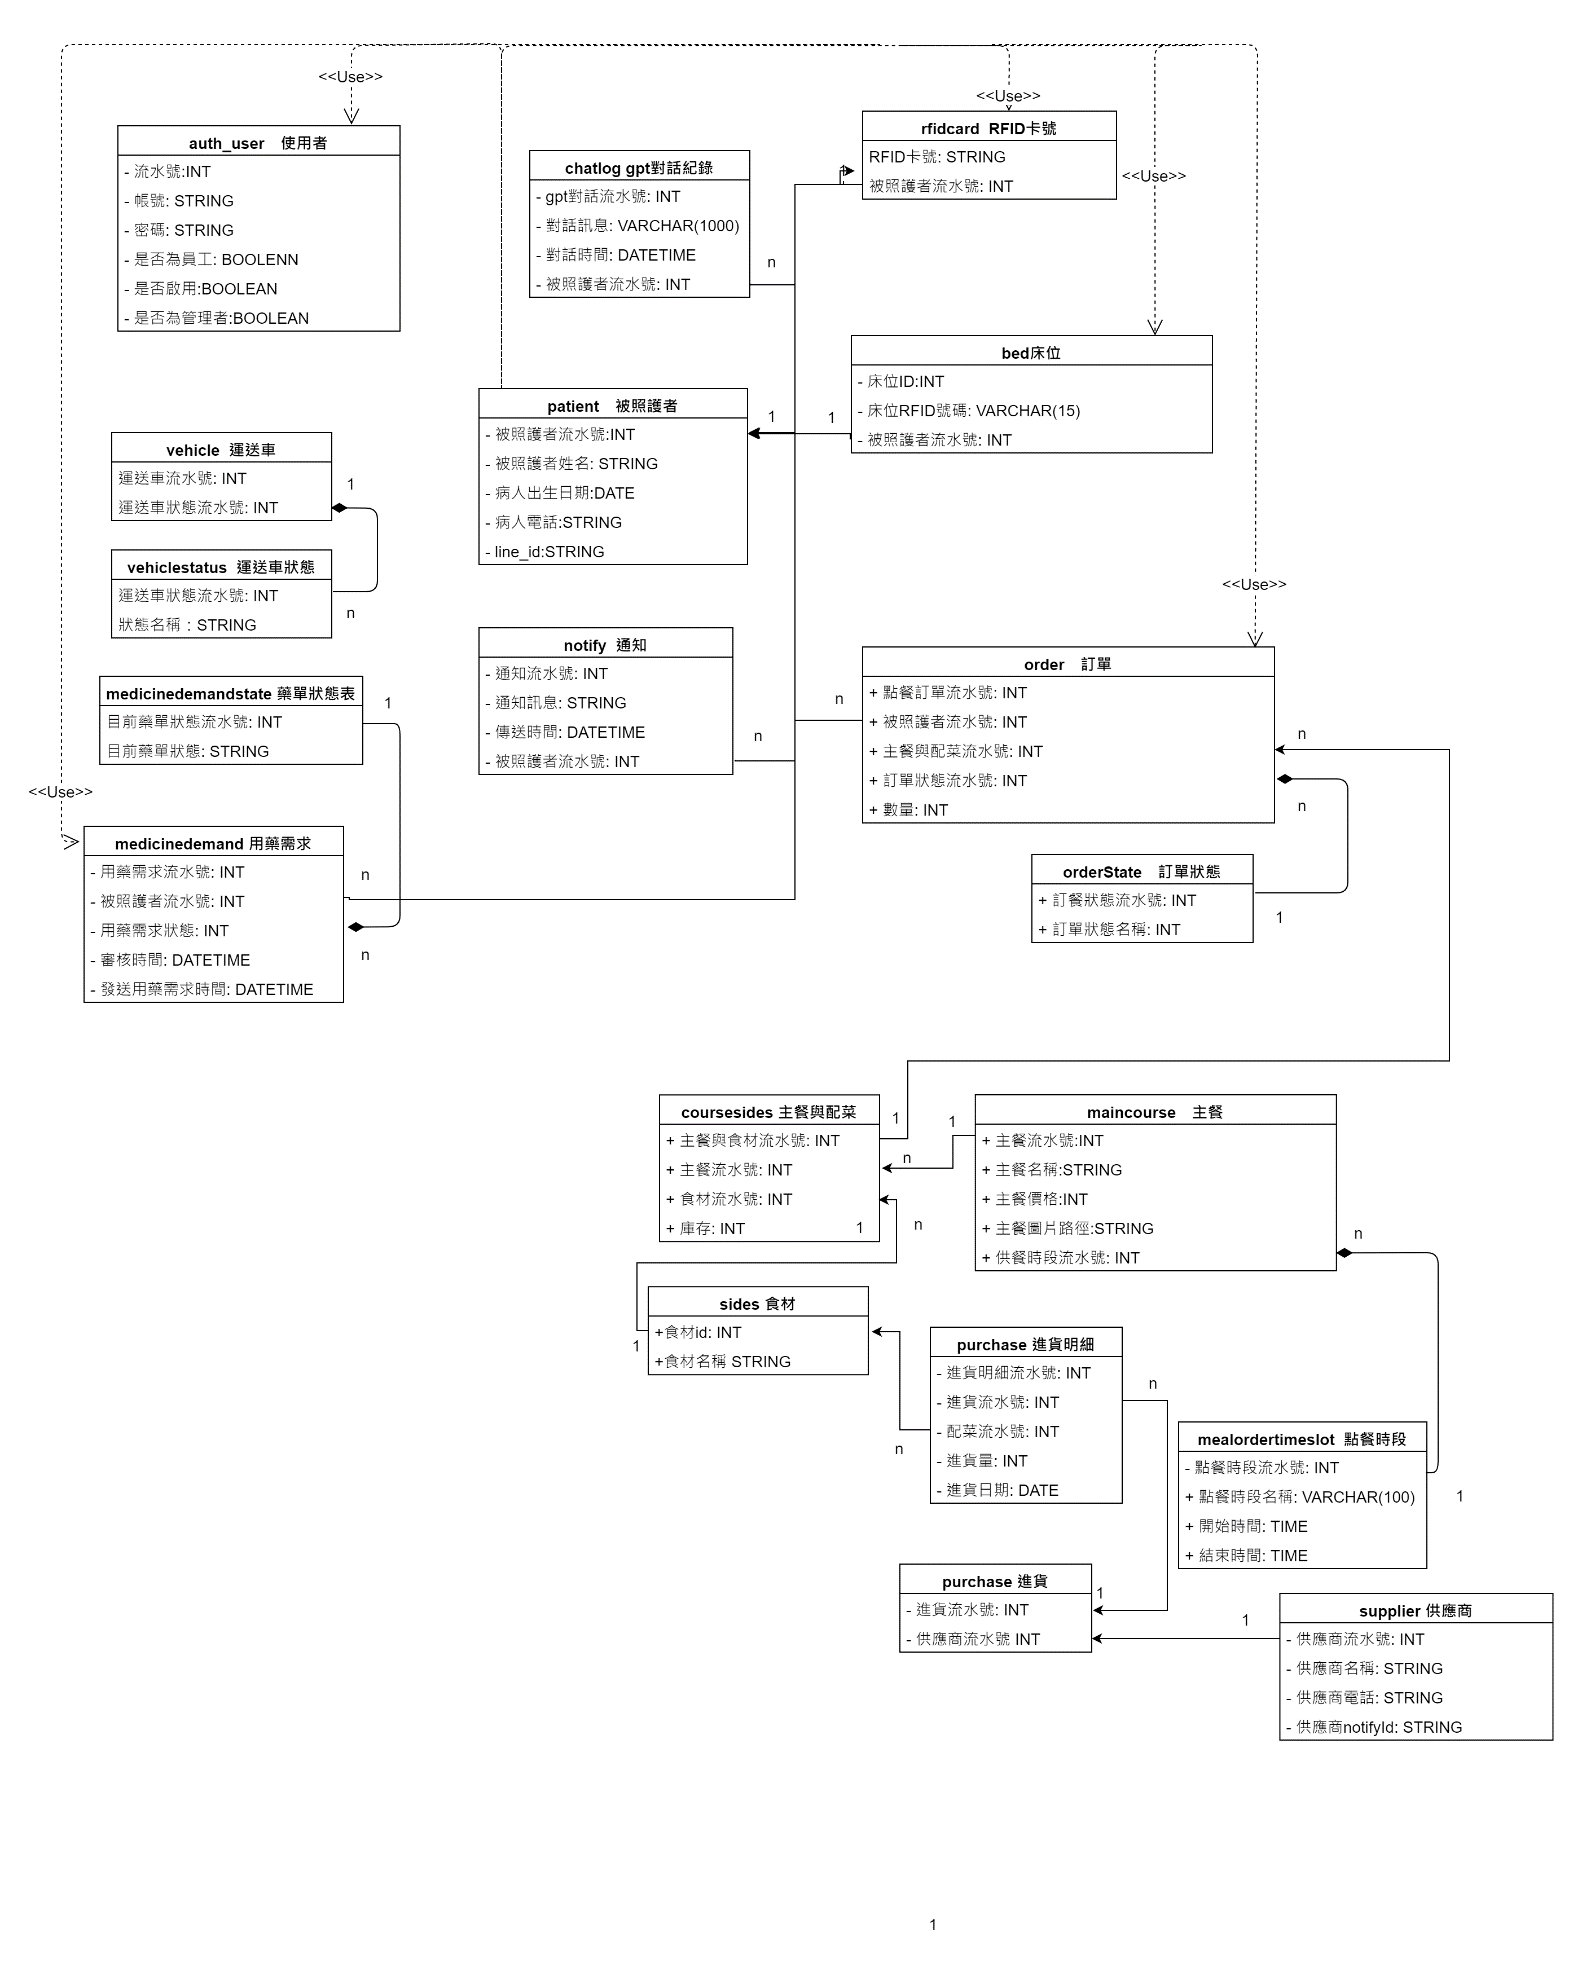 <<Use>>
<<Use>>
<<Use>>
<<Use>>
<<Use>>
auth_user 使用者
- 流水號:INT
- 帳號: STRING
- 密碼: STRING
- 是否為員工: BOOLENN
- 是否啟用:BOOLEAN
- 是否為管理者:BOOLEAN
chatlog gpt對話紀錄
- gpt對話流水號: INT
- 對話訊息: VARCHAR(1000)
- 對話時間: DATETIME
- 被照護者流水號: INT
n
rfidcard RFID卡號
RFID卡號: STRING
被照護者流水號: INT
1
bed床位
- 床位ID:INT
- 床位RFID號碼: VARCHAR(15)
- 被照護者流水號: INT
1
1
patient 被照護者
- 被照護者流水號:INT
- 被照護者姓名: STRING
- 病人出生日期:DATE
- 病人電話:STRING
- line_id:STRING
vehicle 運送車
運送車流水號: INT
運送車狀態流水號: INT
1
vehiclestatus 運送車狀態
運送車狀態流水號: INT
狀態名稱：STRING
n
notify 通知
- 通知流水號: INT
- 通知訊息: STRING
- 傳送時間: DATETIME
- 被照護者流水號: INT
n
medicinedemandstate 藥單狀態表
目前藥單狀態流水號: INT
目前藥單狀態: STRING
1
medicinedemand 用藥需求
- 用藥需求流水號: INT
- 被照護者流水號: INT
- 用藥需求狀態: INT
- 審核時間: DATETIME
- 發送用藥需求時間: DATETIME
n
n
order 訂單
+ 點餐訂單流水號: INT
+ 被照護者流水號: INT
+ 主餐與配菜流水號: INT
+ 訂單狀態流水號: INT
+ 數量: INT
n
n
n
orderState 訂單狀態
+ 訂餐狀態流水號: INT
+ 訂單狀態名稱: INT
1
coursesides 主餐與配菜
+ 主餐與食材流水號: INT
+ 主餐流水號: INT
+ 食材流水號: INT
+ 庫存: INT
1
1
n
n
1
maincourse 主餐
+ 主餐流水號:INT
+ 主餐名稱:STRING
+ 主餐價格:INT
+ 主餐圖片路徑:STRING
+ 供餐時段流水號: INT
n
sides 食材
+食材id: INT
+食材名稱 STRING
1
purchase 進貨明細
- 進貨明細流水號: INT
- 進貨流水號: INT
- 配菜流水號: INT
- 進貨量: INT
- 進貨日期: DATE
n
n
mealordertimeslot 點餐時段
- 點餐時段流水號: INT
+ 點餐時段名稱: VARCHAR(100)
+ 開始時間: TIME
+ 結束時間: TIME
1
purchase 進貨
- 進貨流水號: INT
- 供應商流水號 INT
1
1
supplier 供應商
- 供應商流水號: INT
- 供應商名稱: STRING
- 供應商電話: STRING
- 供應商notifyId: STRING
1